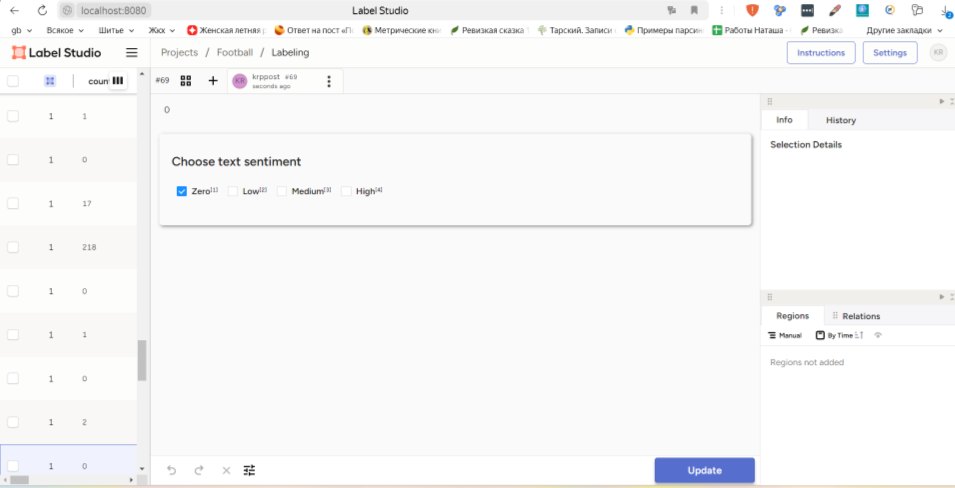 localhost:8080 Label Studio
gb Всякое Шитье Жкх Женская летняя р Ответ на пост «По Метрические кни Ревизская сказка 1 Тарский. Записи Примеры парсин Работы Наташа - Ревизка Другие закладки
Label Studio Projects / Football / Labeling Instructions Settings KR
coun #69 KR krppost #69
seconds ago
0
1 1
1 0
1 17
1 218
1 0
1 1
1 0
1 2
1 0
Choose text sentiment
Zero[1] Low[2] Medium[3] High[4]
Update
Info History
Selection Details
Regions Relations
Manual By Time
Regions not added